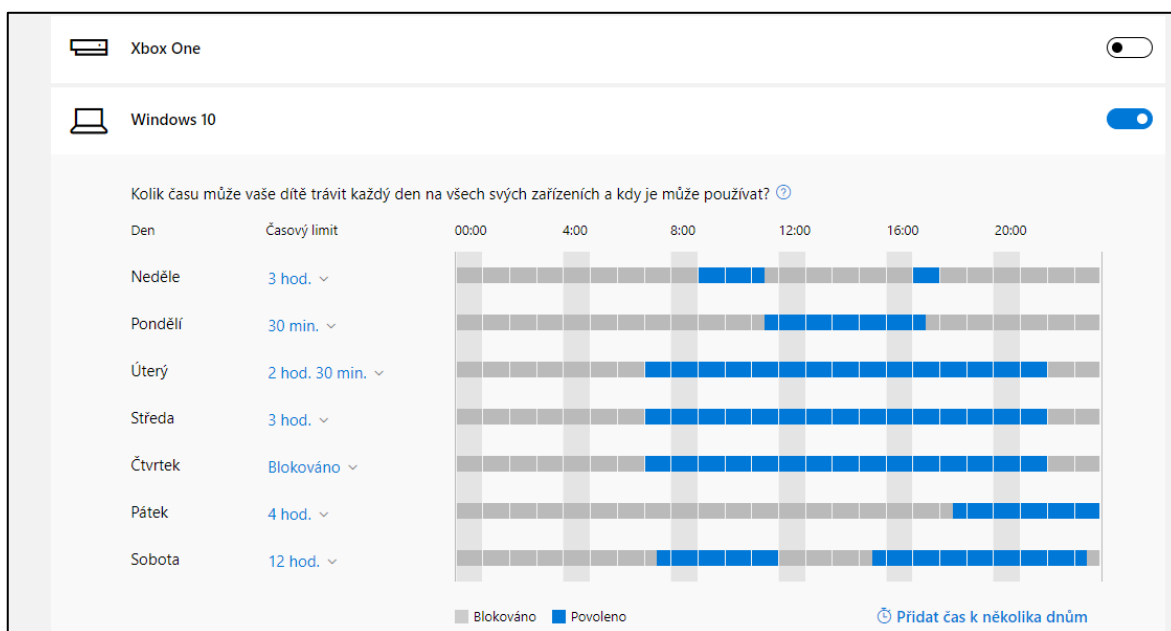 Xbox One
Windows 10
Kolik času může vaše dítě trávit každý den na všech svých zařízeních a kdy je může používat?
Den Časový limit 00:00 4:00 8:00 12:00 16:00 20:00
Neděle 3 hod.
Pondělí 30 min.
Úterý 2 hod. 30 min.
Středa 3 hod.
Čtvrtek Blokováno
Pátek 4 hod.
Sobota 12 hod.
Blokováno Povoleno Přidat čas k několika dnům